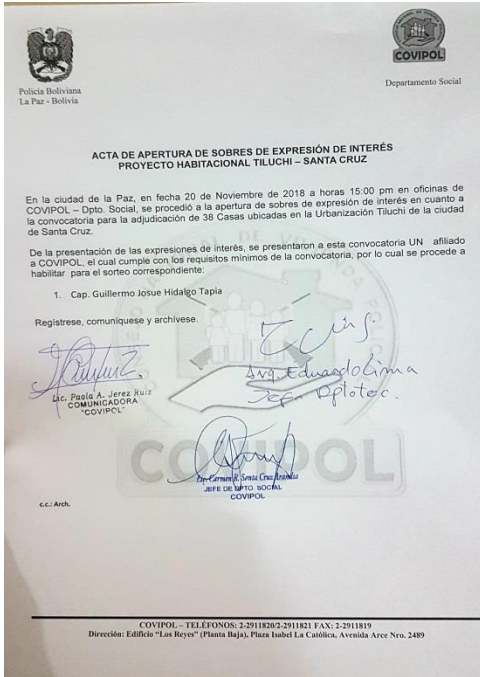 COVIPOL
Policía Boliviana
La Paz - Bolivia
Departamento Social
ACTA DE APERTURA DE SOBRES DE EXPRESIÓN DE INTERÉS
PROYECTO HABITACIONAL TILUCHI – SANTA CRUZ
En la ciudad de la Paz, en fecha 20 de Noviembre de 2018 a horas 15:00 pm en oficinas de
COVIPOL – Dpto. Social, se procedió a la apertura de sobres de expresión de interés en cuanto a
la convocatoria para la adjudicación de 38 Casas ubicadas en la Urbanización Tiluchi de la ciudad
de Santa Cruz.
De la presentación de las expresiones de interés, se presentaron a esta convocatoria UN afiliado
a COVIPOL, el cual cumple con los requisitos mínimos de la convocatoria, por lo cual se procede a
habilitar para el sorteo correspondiente:
1. Cap. Guillermo Josue Hidalgo Tapia
Regístrese, comuníquese y archívese.
Arq. Eduardo Lima
Jefe Dptotec.
Lic. Paola A. Jerez Ruiz
COMUNICADORA
"COVIPOL"
Lic. Carmen R. Santa Cruz Arandia
JEFE DE DPTO. SOCIAL
COVIPOL
COVIPOL
c.c.: Arch.
COVIPOL – TELÉFONOS: 2-2911820/2-2911821 FAX: 2-2911819
Dirección: Edificio "Los Reyes" (Planta Baja), Plaza Isabel La Católica, Avenida Arce Nro. 2489